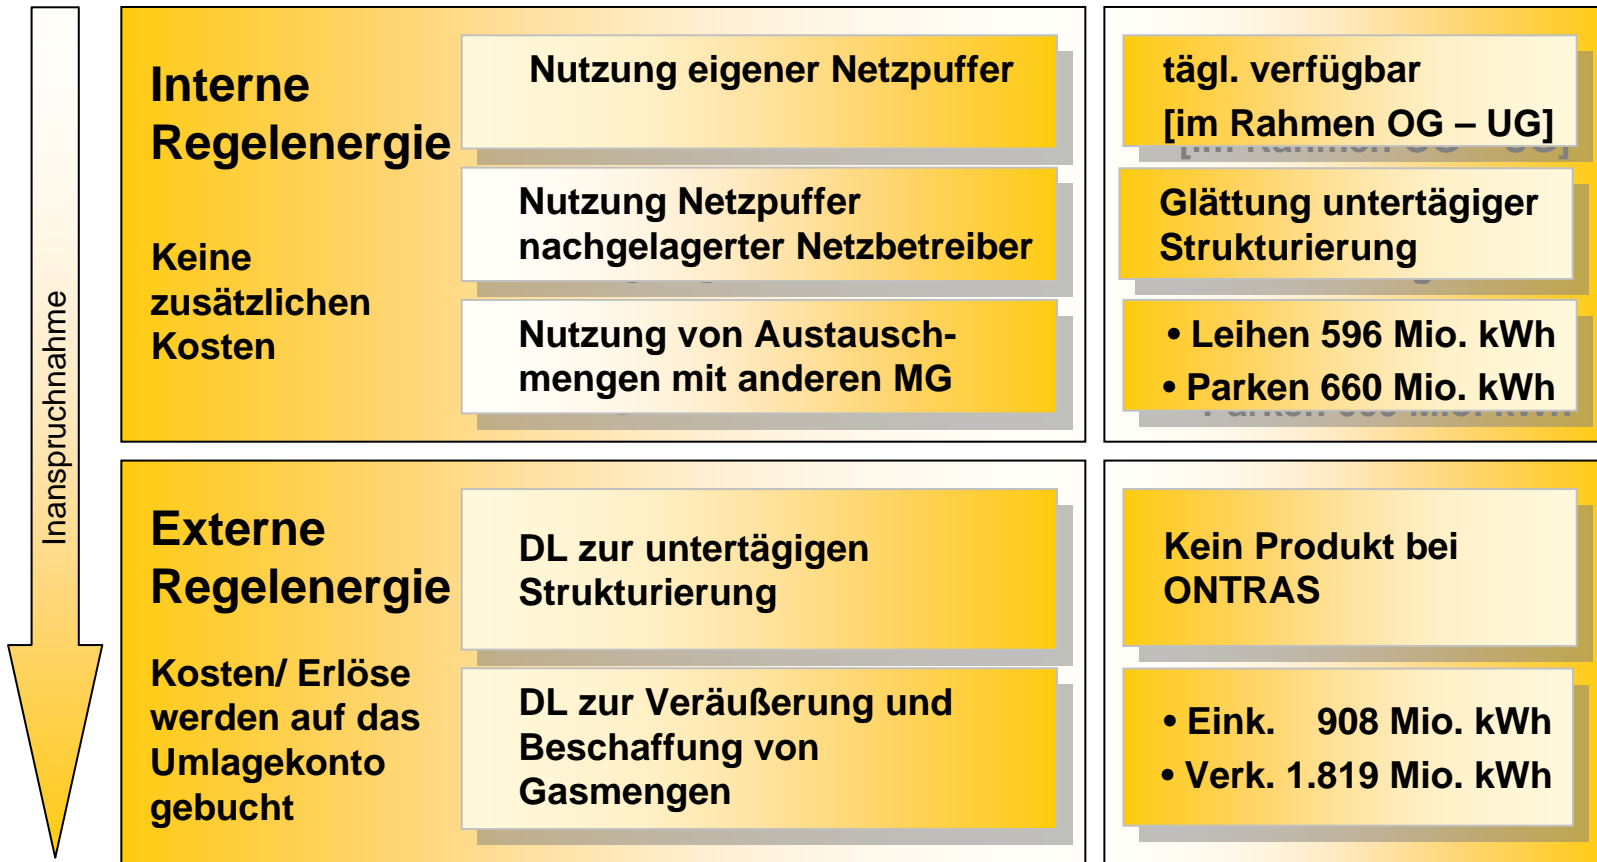 Inanspruchnahme
Interne
Regelenergie
Keine
zusätzlichen
Kosten
Nutzung eigener Netzpuffer
tägl. verfügbar
[im Rahmen OG – UG]
Nutzung Netzpuffer
nachgelagerter Netzbetreiber
Glättung untertägiger
Strukturierung
Nutzung von Austausch-
mengen mit anderen MG
• Leihen 596 Mio. kWh
• Parken 660 Mio. kWh
Externe
Regelenergie
Kosten/ Erlöse
werden auf das
Umlagekonto
gebucht
DL zur untertägigen
Strukturierung
Kein Produkt bei
ONTRAS
DL zur Veräußerung und
Beschaffung von
Gasmengen
• Eink. 908 Mio. kWh
• Verk. 1.819 Mio. kWh